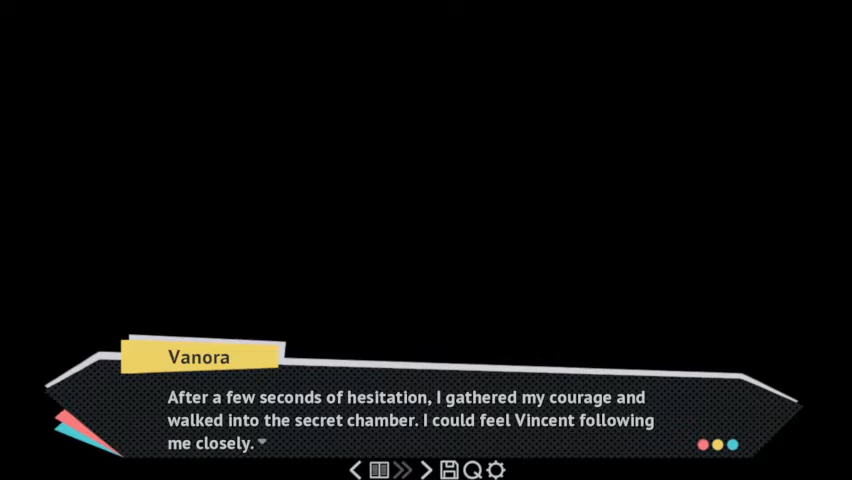 Vanora
After a few seconds of hesitation, I gathered my courage and
walked into the secret chamber. I could feel Vincent following
me closely.